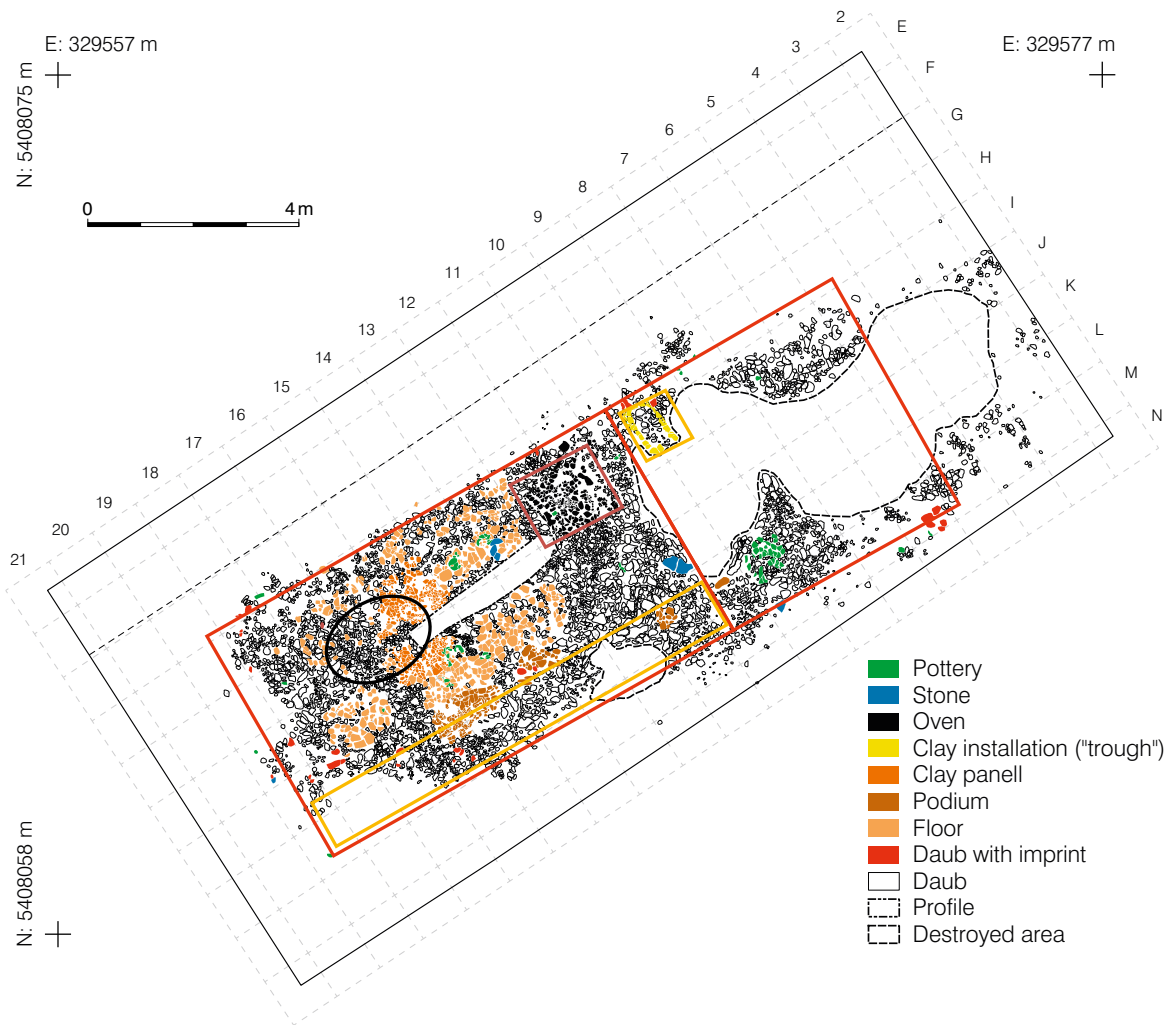 E: 329557 m
E: 329577 m
N: 5408075 m
N: 5408058 m
0 4 m
2
3
4
5
6
7
8
9
10
11
12
13
14
15
16
17
18
19
20
21
E
F
G
H
I
J
K
L
M
N
Pottery
Stone
Oven
Clay installation ("trough")
Clay panell
Podium
Floor
Daub with imprint
Daub
Profile
Destroyed area